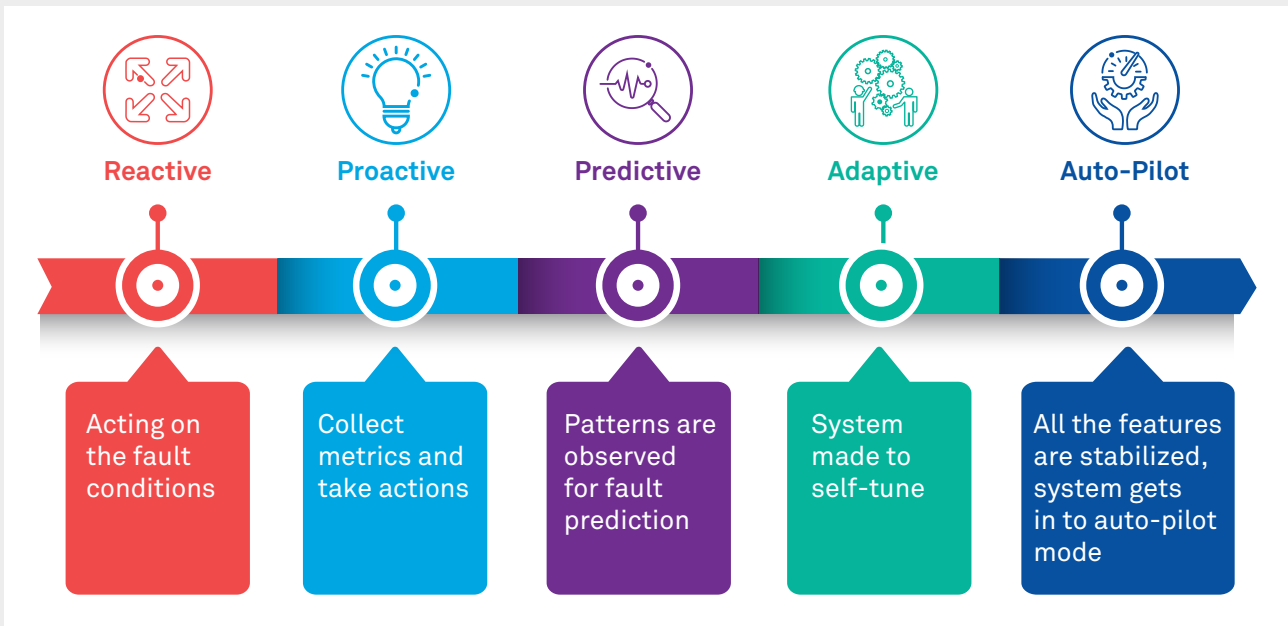 Reactive
Proactive
Predictive
Adaptive
Auto-Pilot
Acting on
the fault
conditions
Collect
metrics and
take actions
Patterns are
observed
for fault
prediction
System
made to
self-tune
All the features
are stabilized,
system gets
in to auto-pilot
mode